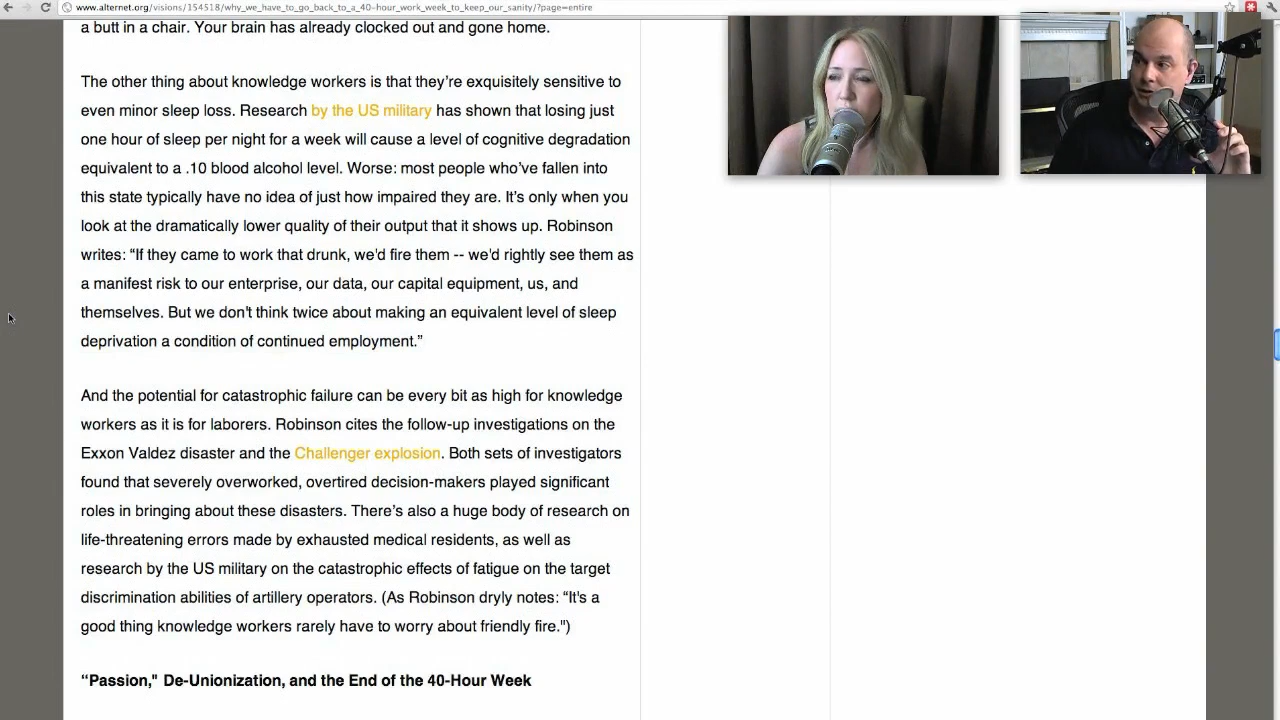 www.alternet.org/visions/154518/why_we_have_to_go_back_to_a_40-hour_work_week_to_keep_our_sanity/?page=entire
a butt in a chair. Your brain has already clocked out and gone home.
The other thing about knowledge workers is that they’re exquisitely sensitive to
even minor sleep loss. Research by the US military has shown that losing just
one hour of sleep per night for a week will cause a level of cognitive degradation
equivalent to a .10 blood alcohol level. Worse: most people who’ve fallen into
this state typically have no idea of just how impaired they are. It’s only when you
look at the dramatically lower quality of their output that it shows up. Robinson
writes: “If they came to work that drunk, we'd fire them -- we'd rightly see them as
a manifest risk to our enterprise, our data, our capital equipment, us, and
themselves. But we don't think twice about making an equivalent level of sleep
deprivation a condition of continued employment.”
And the potential for catastrophic failure can be every bit as high for knowledge
workers as it is for laborers. Robinson cites the follow-up investigations on the
Exxon Valdez disaster and the Challenger explosion. Both sets of investigators
found that severely overworked, overtired decision-makers played significant
roles in bringing about these disasters. There’s also a huge body of research on
life-threatening errors made by exhausted medical residents, as well as
research by the US military on the catastrophic effects of fatigue on the target
discrimination abilities of artillery operators. (As Robinson dryly notes: “It's a
good thing knowledge workers rarely have to worry about friendly fire.")
“Passion," De-Unionization, and the End of the 40-Hour Week